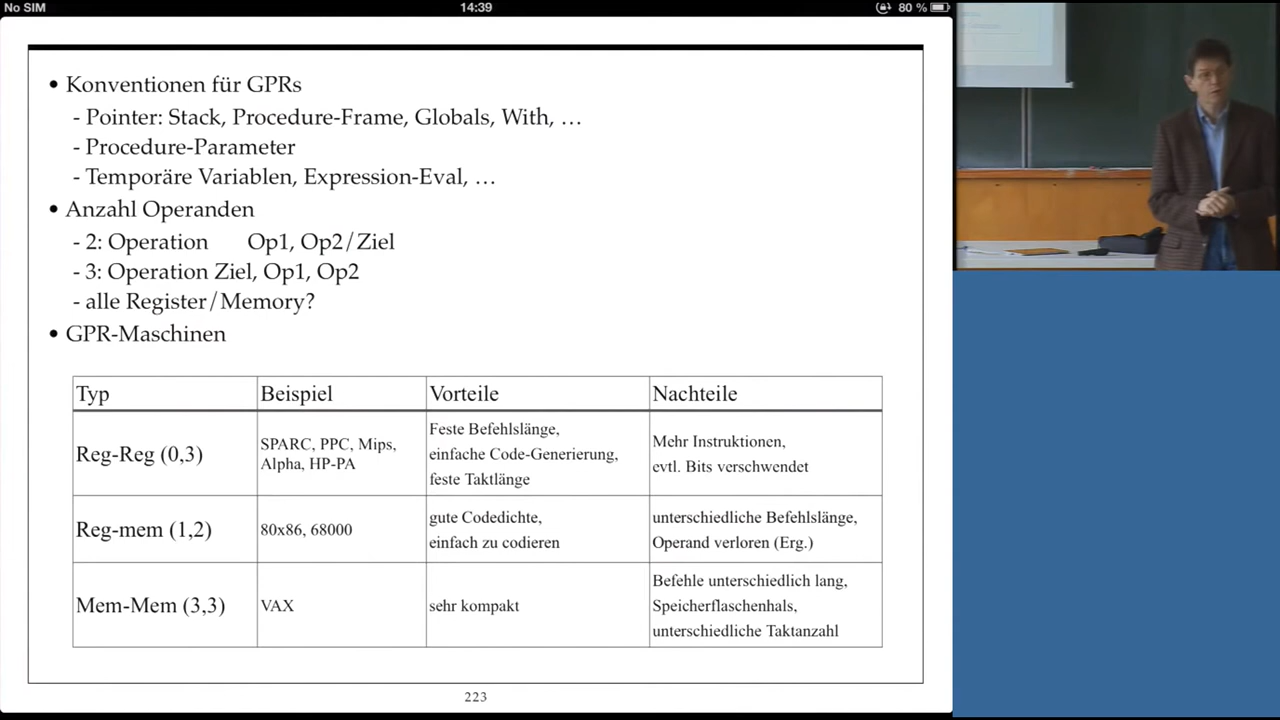 No SIM 14:39 80 %
• Konventionen für GPRs
- Pointer: Stack, Procedure-Frame, Globals, With, …
- Procedure-Parameter
- Temporäre Variablen, Expression-Eval, …
• Anzahl Operanden
- 2: Operation Op1, Op2/Ziel
- 3: Operation Ziel, Op1, Op2
- alle Register/Memory?
• GPR-Maschinen
Typ Beispiel Vorteile Nachteile
Reg-Reg (0,3)
SPARC, PPC, Mips,
Alpha, HP-PA
Feste Befehlslänge,
einfache Code-Generierung,
feste Taktlänge
Mehr Instruktionen,
evtl. Bits verschwendet
Reg-mem (1,2)
80x86, 68000
gute Codedichte,
einfach zu codieren
unterschiedliche Befehlslänge,
Operand verloren (Erg.)
Mem-Mem (3,3)
VAX
sehr kompakt
Befehle unterschiedlich lang,
Speicherflaschenhals,
unterschiedliche Taktanzahl
223